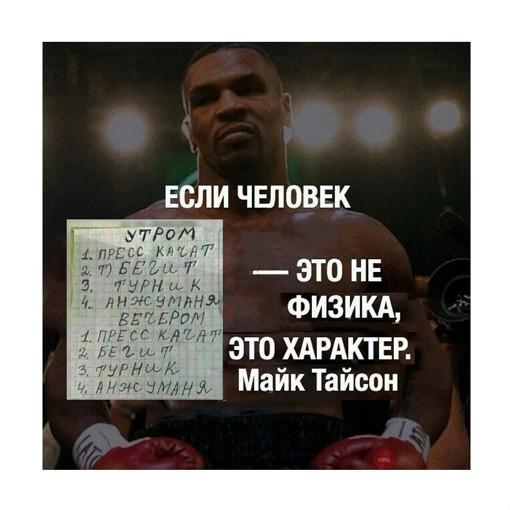 ЕСЛИ ЧЕЛОВЕК
УТРОМ
1. ПРЕСС КАЧАТ
2. Т) БЕГИТ
3. ТУРНИК
4. АНЖУМАНЯ
ВЕЧЕРОМ
1. ПРЕСС КАЧАТ
2. БЕГИТ
3. ТУРНИК
4. АНЖУМАНЯ
— ЭТО НЕ
ФИЗИКА,
ЭТО ХАРАКТЕР.
Майк Тайсон